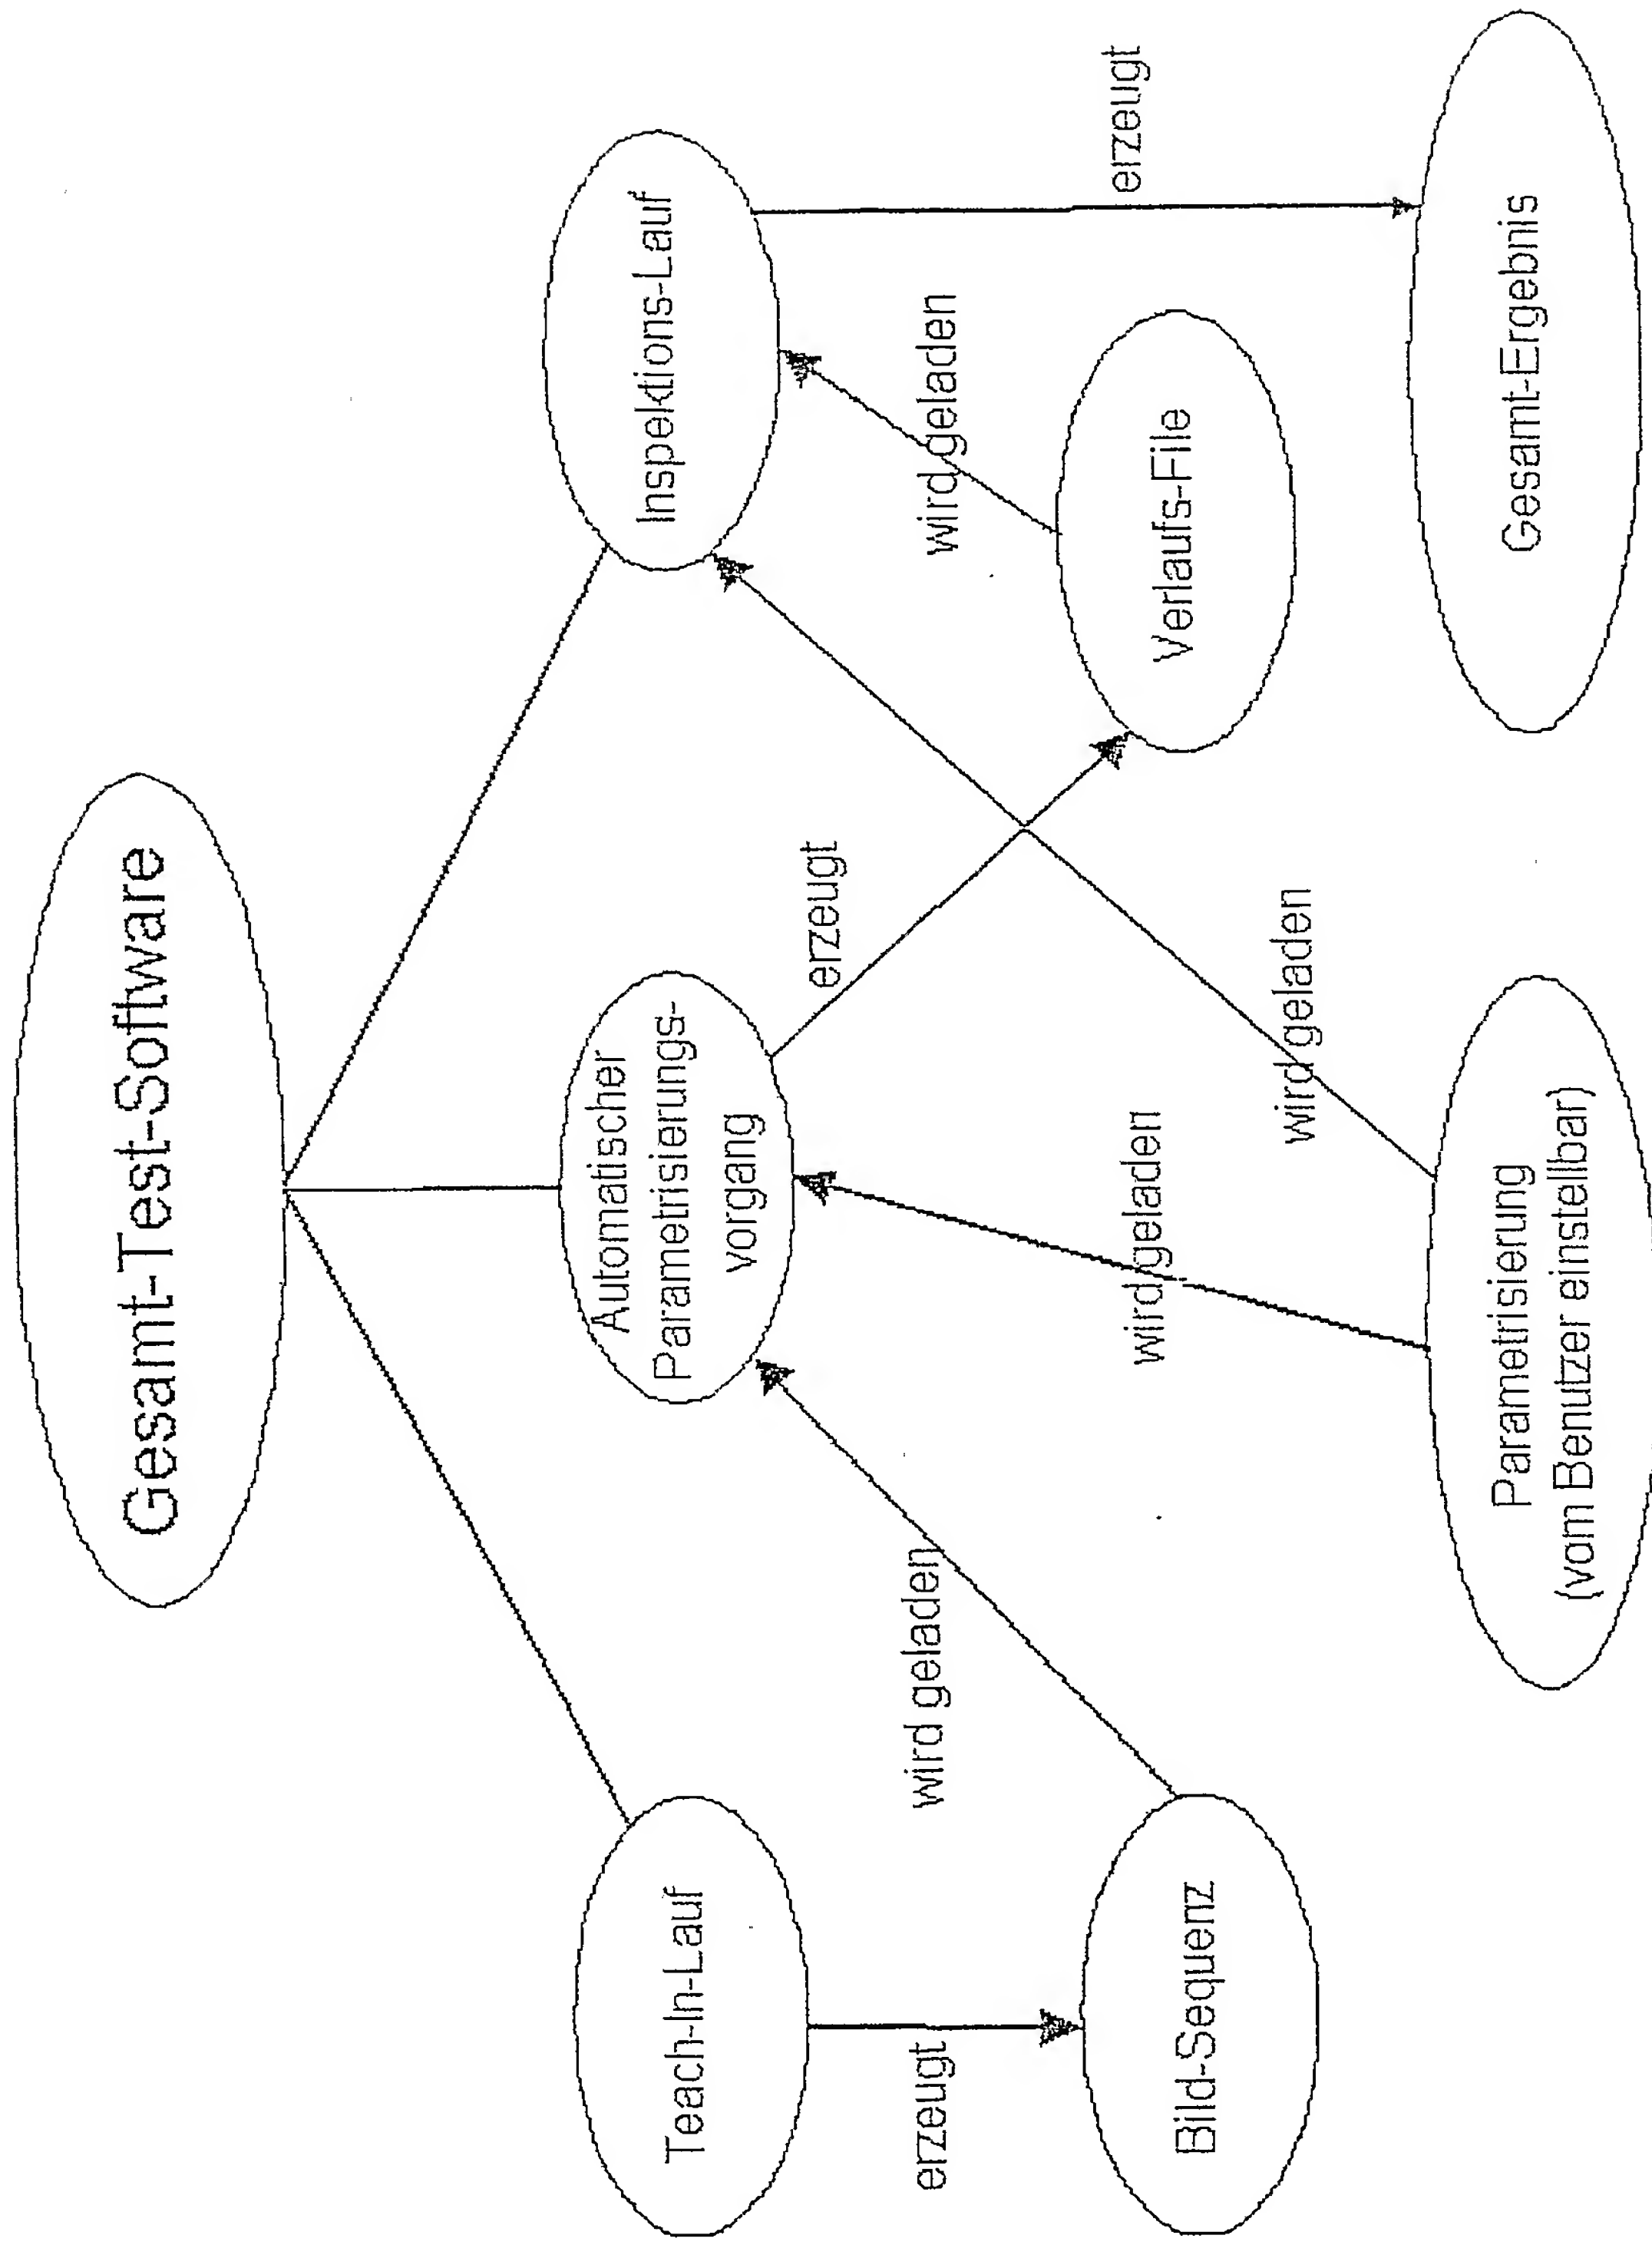 Gesamt-Test-Software
Teach-In-Lauf
Automatischer
Parametrisierungs-
vorgang
Inspektions-Lauf
erzeugt
wird geladen
erzeugt
wird geladen
erzeugt
wird geladen
wird geladen
Bild-Sequenz
Verlaufs-File
Parametrisierung
(vom Benutzer einstellbar)
Gesamt-Ergebnis